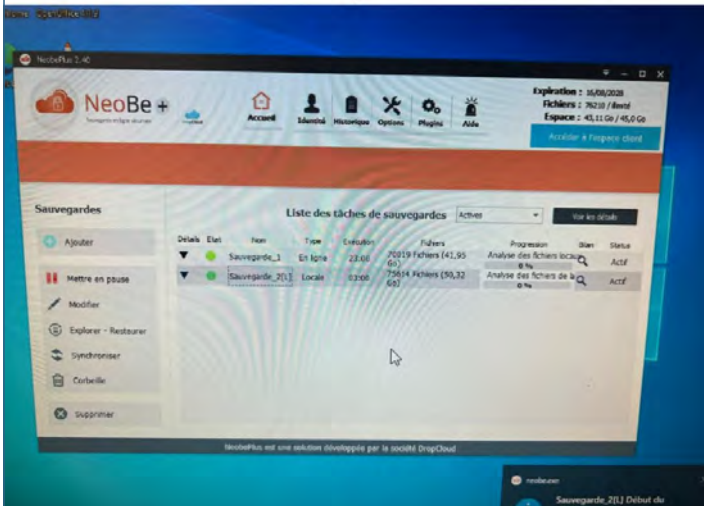 NeobePlus 2.40
NeoBe +
Accueil
Identité
Historique
Options
Plugins
Aide
Expiration : 16/08/2028
Fichiers : 76210 / illimité
Espace : 43,11 Go / 45,0 Go
Accéder à l'espace client
Sauvegardes
Liste des tâches de sauvegardes
Actives
Voir les détails
Ajouter
Mettre en pause
Modifier
Explorer - Restaurer
Synchroniser
Corbeille
Supprimer
Détails Etat Nom Type Exécution Fichiers Progression Bilan Status
Sauvegarde_1 En ligne 23:00 70019 Fichiers (41,95 Go) Analyse des fichiers locaux 0 % Actif
Sauvegarde_2[L] Locale 03:00 75614 Fichiers (50,32 Go) Analyse des fichiers de la 0 % Actif
NeobePlus est une solution développée par la société DropCloud
neobe.exe
Sauvegarde_2[L] Début du